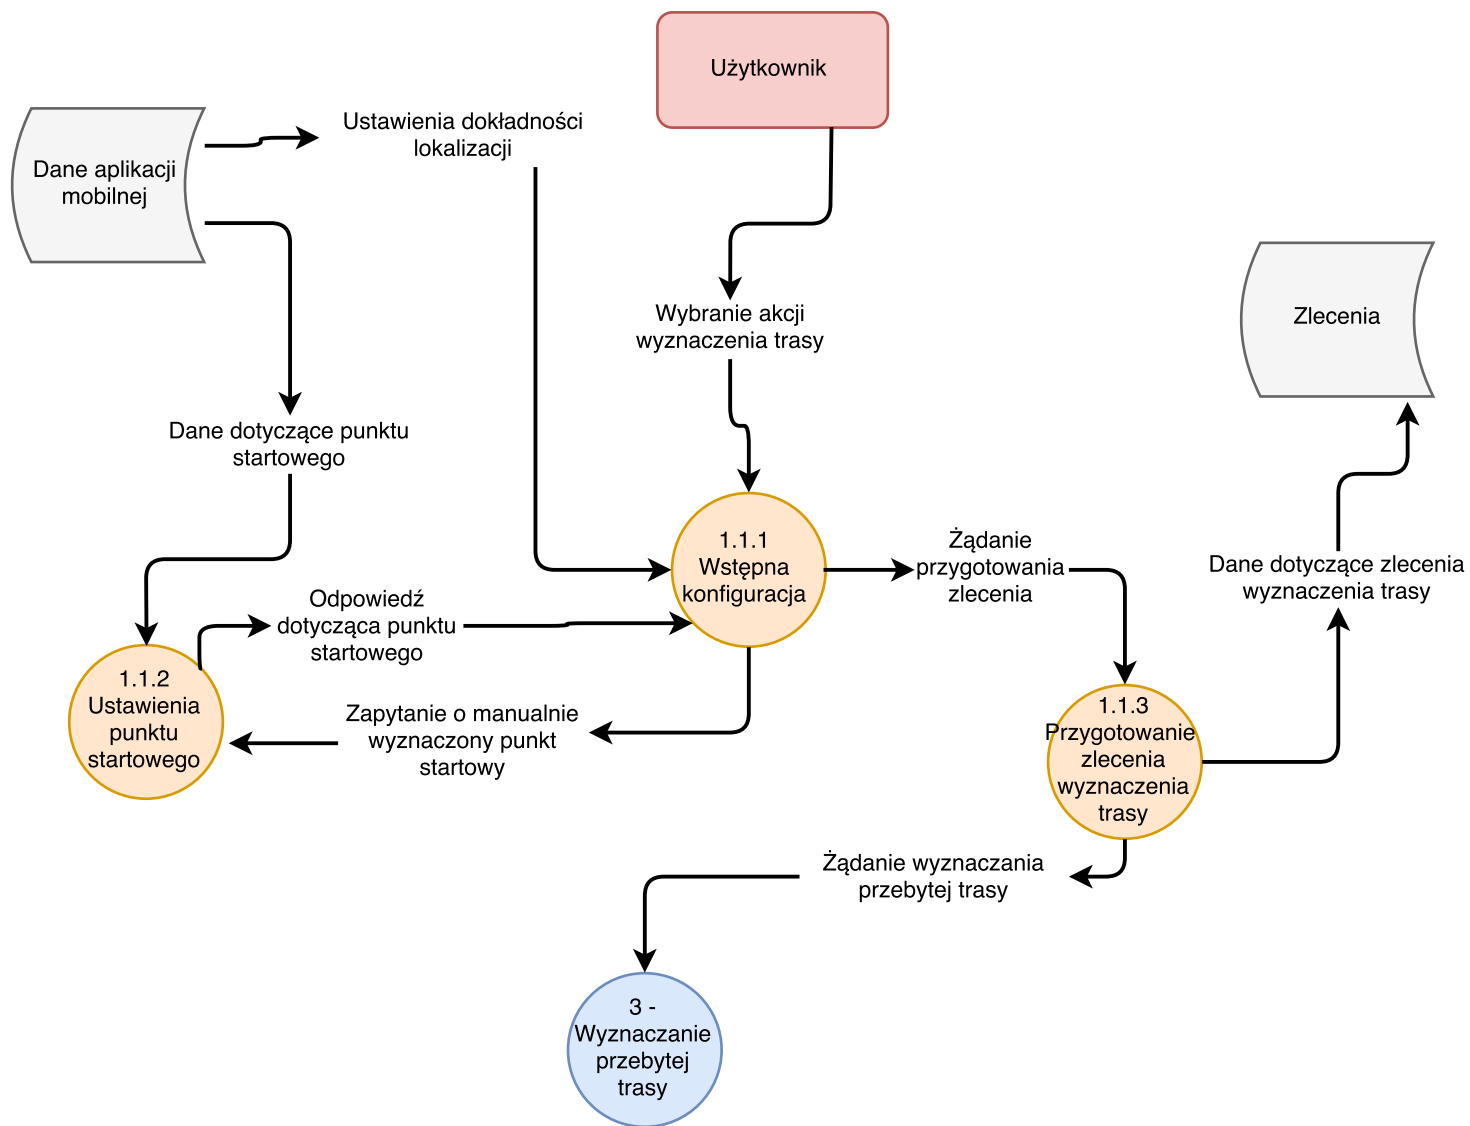 Użytkownik
Ustawienia dokładności
lokalizacji
Dane aplikacji
mobilnej
Wybranie akcji
wyznaczenia trasy
Zlecenia
Dane dotyczące punktu
startowego
1.1.1
Wstępna
konfiguracja
Żądanie
przygotowania
zlecenia
Dane dotyczące zlecenia
wyznaczenia trasy
Odpowiedź
dotycząca punktu
startowego
1.1.2
Ustawienia
punktu
startowego
Zapytanie o manualnie
wyznaczony punkt
startowy
1.1.3
Przygotowanie
zlecenia
wyznaczenia
trasy
Żądanie wyznaczania
przebytej trasy
3 -
Wyznaczanie
przebytej
trasy